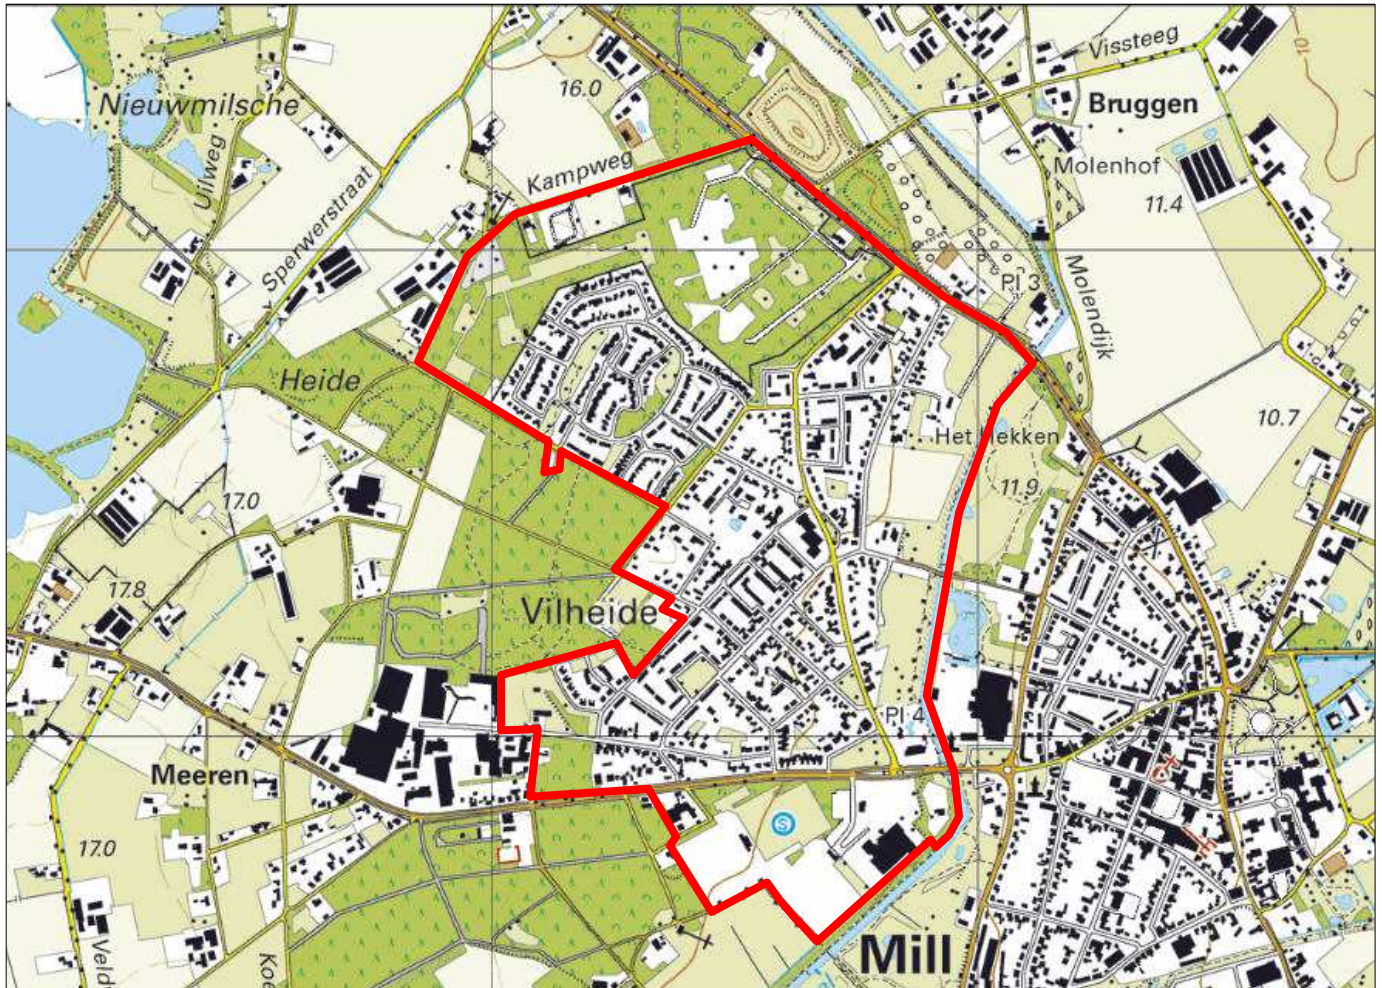 Vissteeg
Nieuwmilsche
16.0
Bruggen
Uilweg
Kampweg
Molenhof
11.4
Sperwerstraat
Pl 3
Molendijk
Heide
10.7
Het Hekken
17.0
11.9
17.8
Vilheide
Pl 4
Meeren
S
17.0
Mill